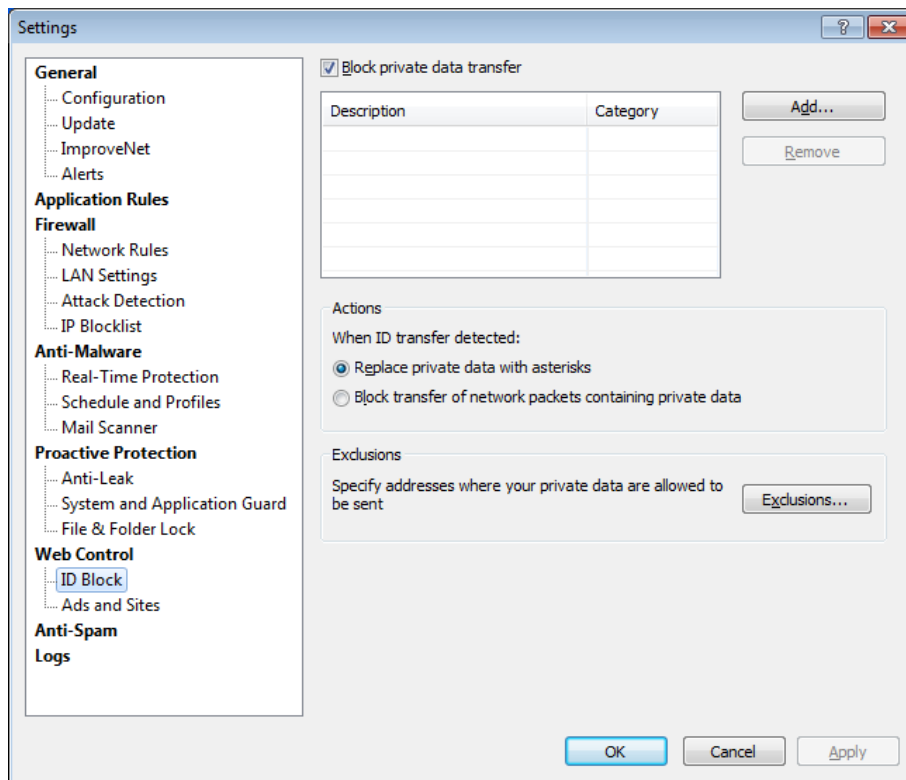 Settings
General
Configuration
Update
ImproveNet
Alerts
Application Rules
Firewall
Network Rules
LAN Settings
Attack Detection
IP Blocklist
Anti-Malware
Real-Time Protection
Schedule and Profiles
Mail Scanner
Proactive Protection
Anti-Leak
System and Application Guard
File & Folder Lock
Web Control
ID Block
Ads and Sites
Anti-Spam
Logs
Block private data transfer
Description Category
Add...
Remove
Actions
When ID transfer detected:
Replace private data with asterisks
Block transfer of network packets containing private data
Exclusions
Specify addresses where your private data are allowed to
be sent
Exclusions...
OK Cancel Apply